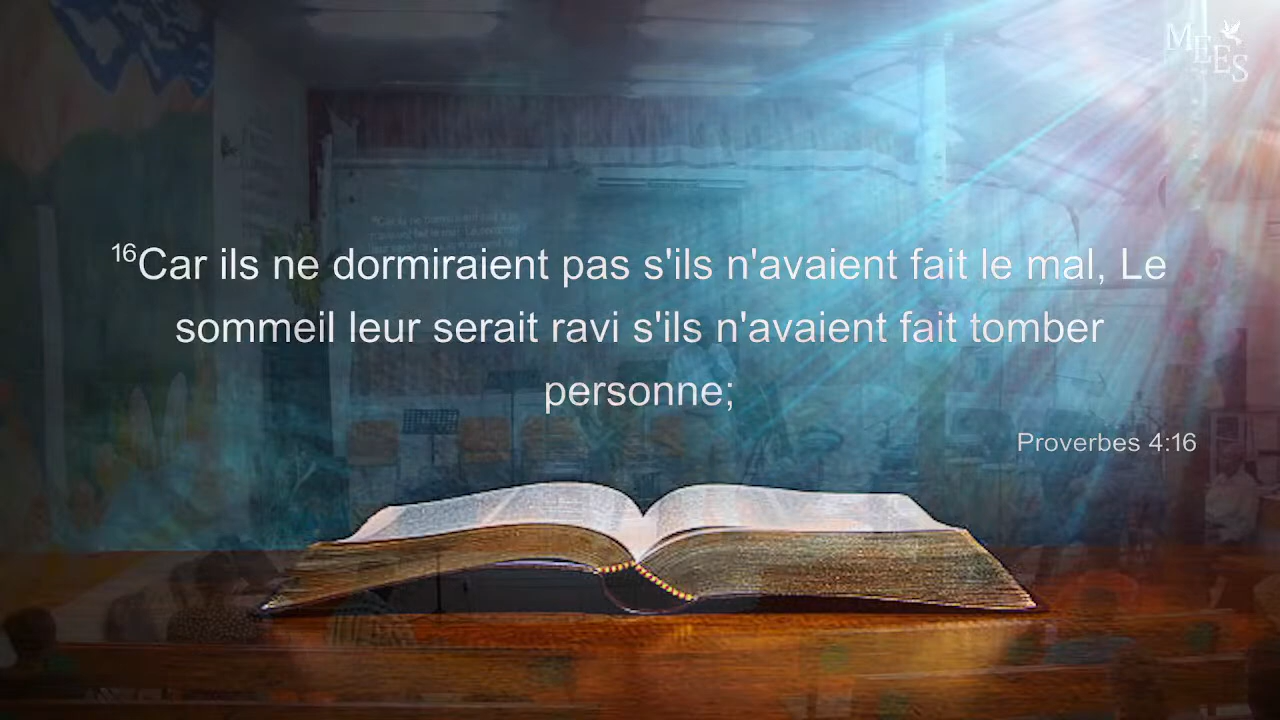 MEES
16Car ils ne dormiraient pas s'ils n'avaient fait le mal, Le
sommeil leur serait ravi s'ils n'avaient fait tomber
personne;
Proverbes 4:16